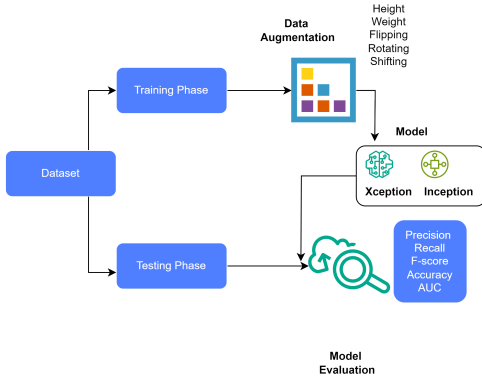 Height
Weight
Flipping
Rotating
Shifting
Data
Augmentation
Training Phase
Model
Xception
Inception
Dataset
Testing Phase
Precision
Recall
F-score
Accuracy
AUC
Model
Evaluation